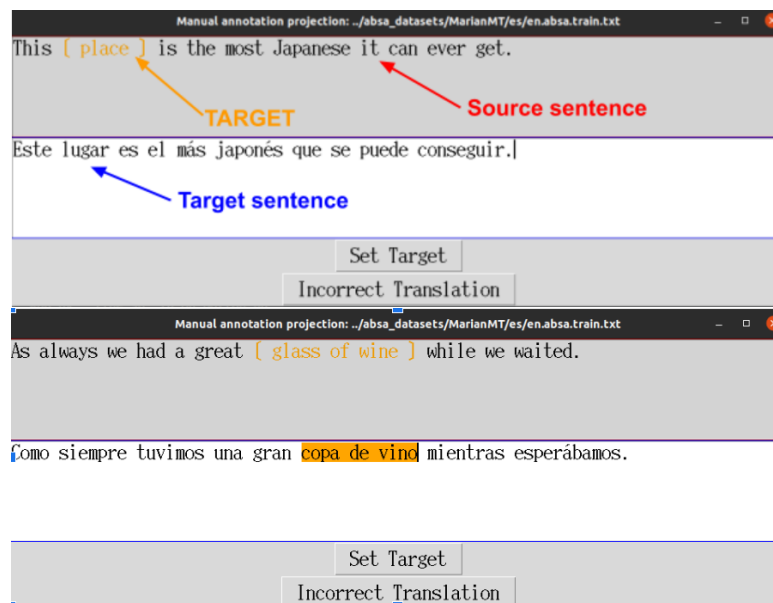 Manual annotation projection: ../absa_datasets/MarianMT/es/en.absa.train.txt
This [ place ] is the most Japanese it can ever get.
TARGET
Source sentence
Este lugar es el más japonés que se puede conseguir.
Target sentence
Set Target
Incorrect Translation
Manual annotation projection: ../absa_datasets/MarianMT/es/en.absa.train.txt
As always we had a great [ glass of wine ] while we waited.
Como siempre tuvimos una gran copa de vino mientras esperábamos.
Set Target
Incorrect Translation